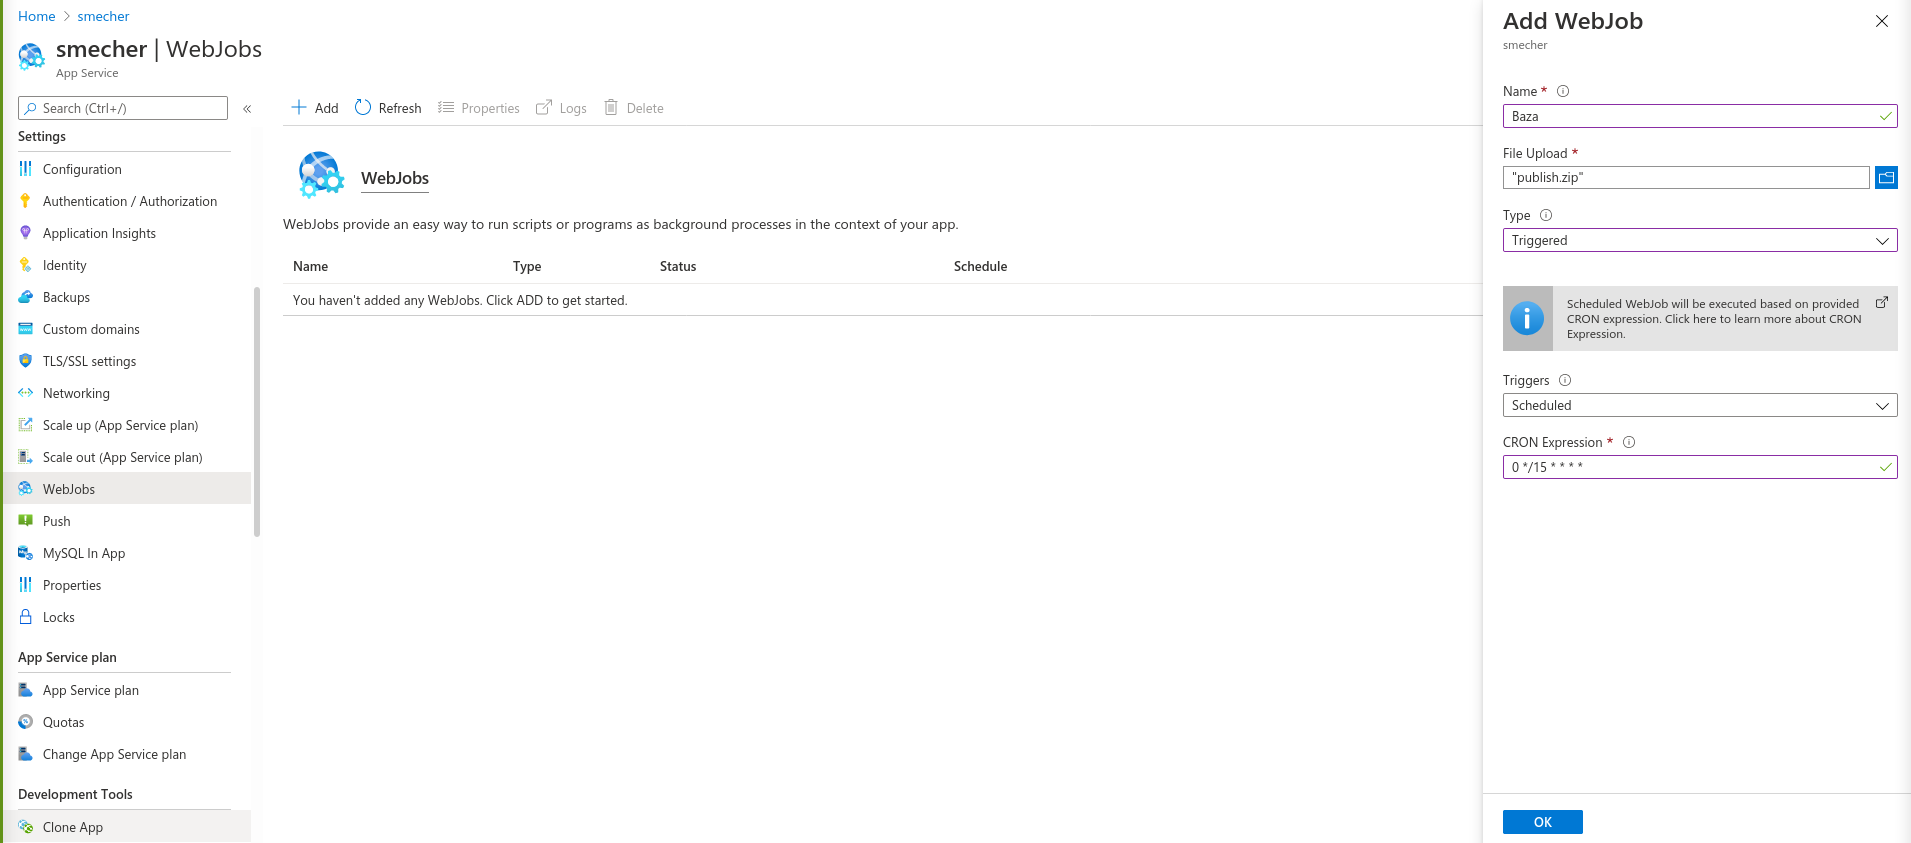 Home > smecher
smecher | WebJobs
App Service
Search (Ctrl+/)
«
Settings
Configuration
Authentication / Authorization
Application Insights
Identity
Backups
Custom domains
TLS/SSL settings
Networking
Scale up (App Service plan)
Scale out (App Service plan)
WebJobs
Push
MySQL In App
Properties
Locks
App Service plan
App Service plan
Quotas
Change App Service plan
Development Tools
Clone App
Add Refresh Properties Logs Delete
WebJobs
WebJobs provide an easy way to run scripts or programs as background processes in the context of your app.
Name Type Status Schedule
You haven't added any WebJobs. Click ADD to get started.
Add WebJob
smecher
Name *
Baza
File Upload *
"publish.zip"
Type
Triggered
Scheduled WebJob will be executed based on provided
CRON expression. Click here to learn more about CRON
Expression.
Triggers
Scheduled
CRON Expression *
0 */15 * * * *
OK